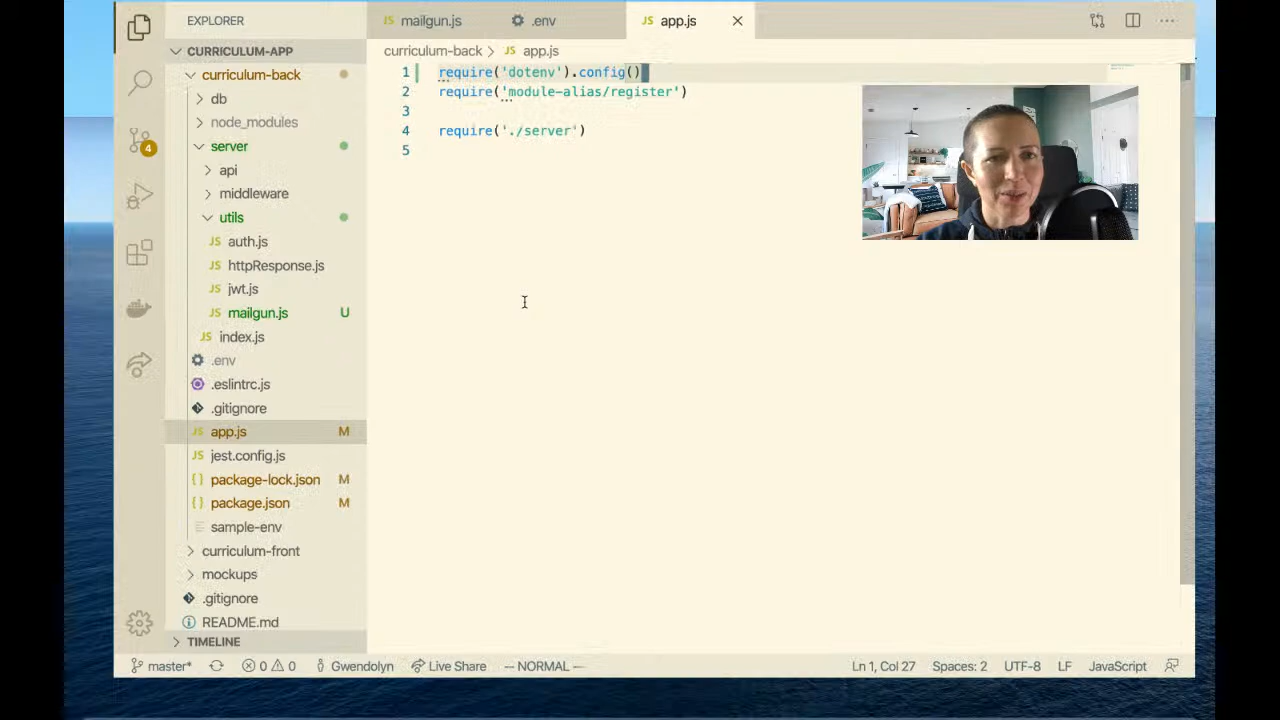 EXPLORER
JS mailgun.js
.env
JS app.js
CURRICULUM-APP
curriculum-back
db
node_modules
server
api
middleware
utils
JS auth.js
JS httpResponse.js
JS jwt.js
JS mailgun.js U
JS index.js
.env
.eslintrc.js
.gitignore
JS app.js M
JS jest.config.js
{} package-lock.json M
{} package.json M
sample-env
curriculum-front
mockups
.gitignore
README.md
TIMELINE
4
curriculum-back > JS app.js
1 require('dotenv').config()
2 require('module-alias/register')
3
4 require('./server')
5
master* 0 0 Gwendolyn Live Share -- NORMAL -- Ln 1, Col 27 Spaces: 2 UTF-8 LF JavaScript